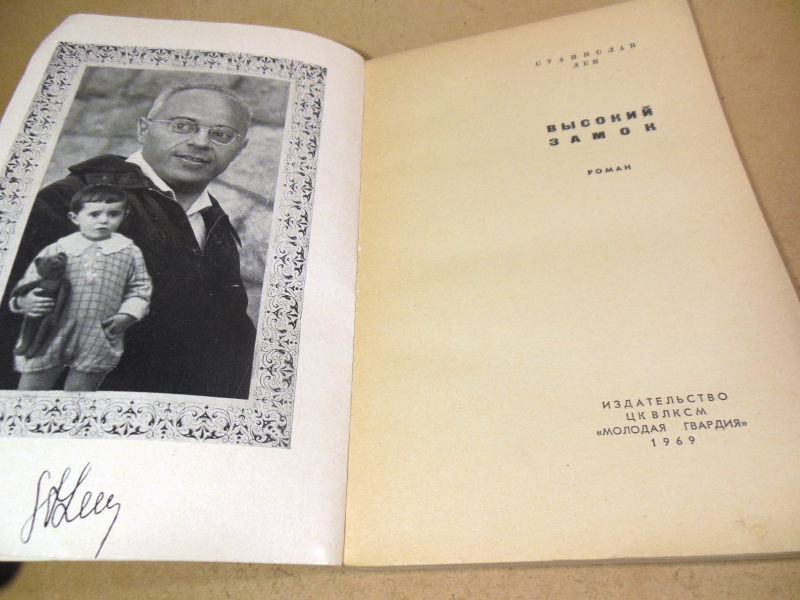 СТАНИСЛАВ
ЛЕМ
ВЫСОКИЙ
ЗАМОК
РОМАН
ИЗДАТЕЛЬСТВО
ЦК ВЛКСМ
«МОЛОДАЯ ГВАРДИЯ»
1969